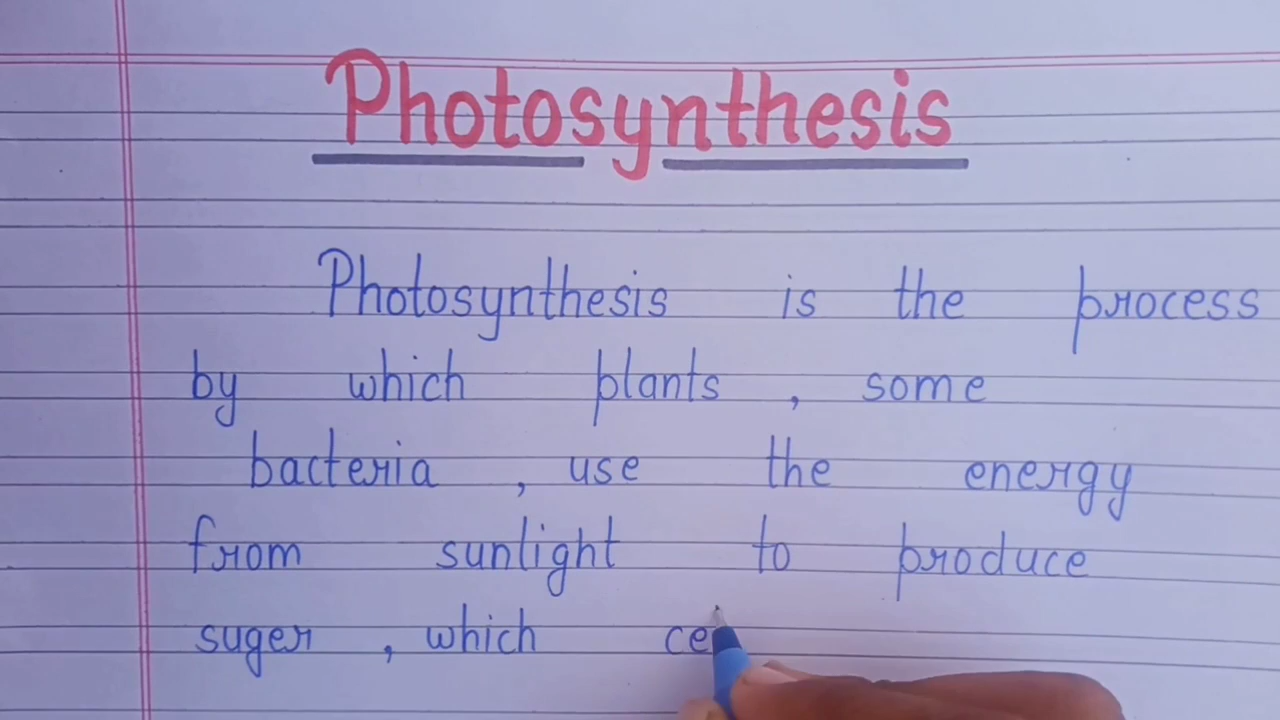 Photosynthesis
Photosynthesis is the process
by which plants , some
bacteria , use the energy
from sunlight to produce
suger , which ce